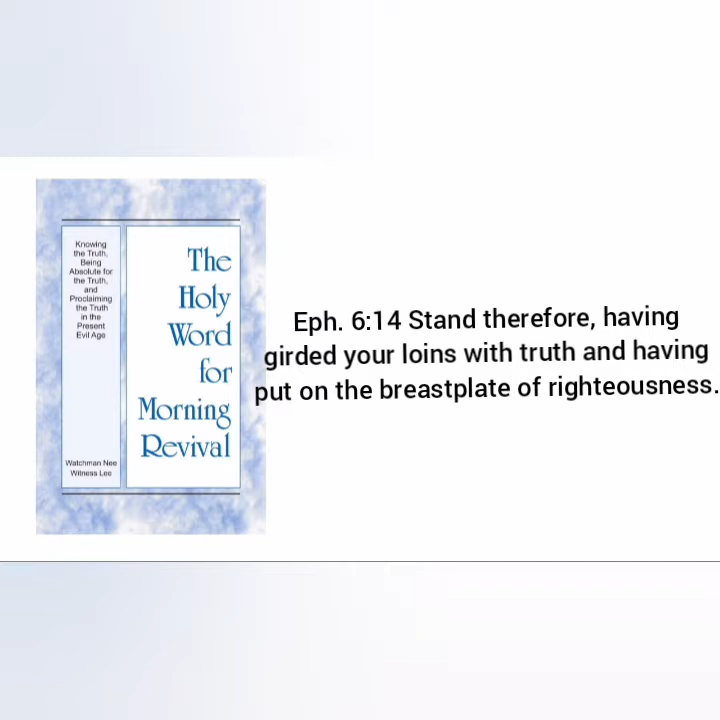 Knowing
the Truth,
Being
Absolute for
the Truth,
and
Proclaiming
the Truth
in the
Present
Evil Age
Watchman Nee
Witness Lee
The
Holy
Word
for
Morning
Revival
Eph. 6:14 Stand therefore, having
girded your loins with truth and having
put on the breastplate of righteousness.